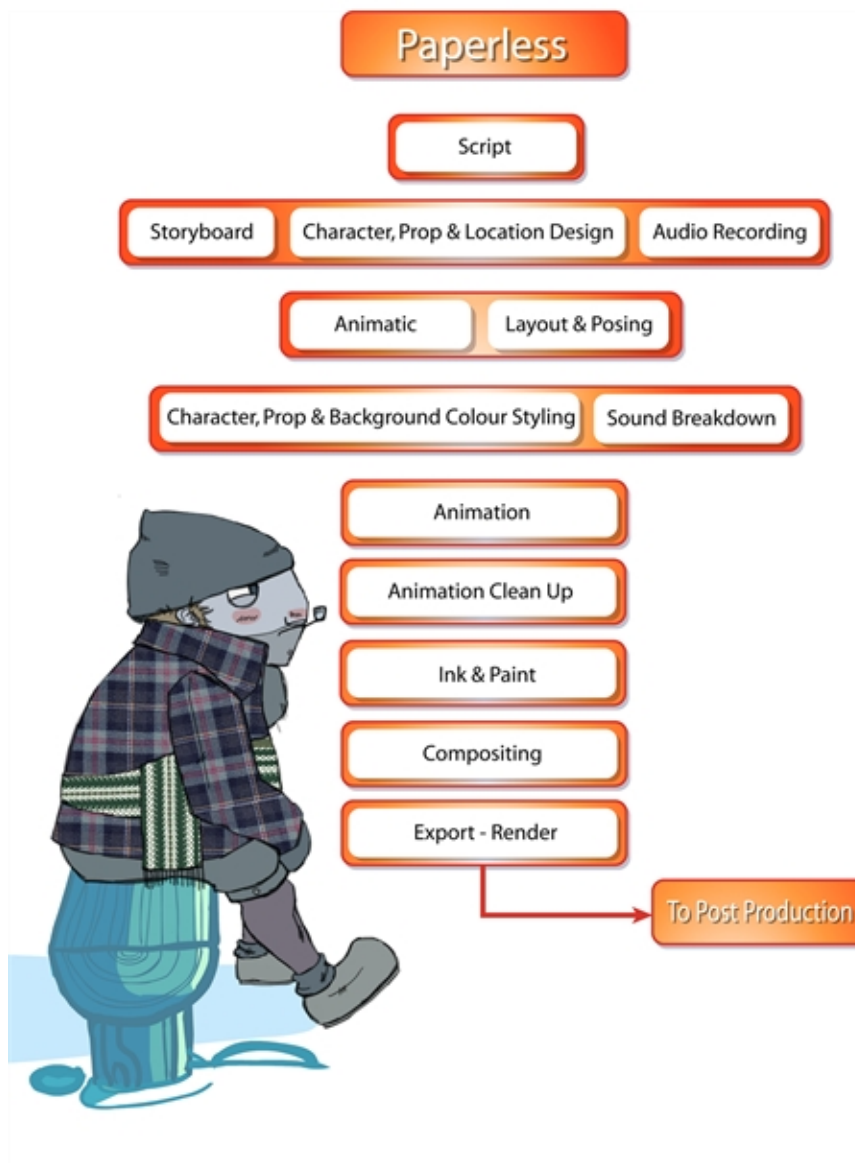 Paperless
Script
Storyboard
Character, Prop & Location Design
Audio Recording
Animatic
Layout & Posing
Character, Prop & Background Colour Styling
Sound Breakdown
Animation
Animation Clean Up
Ink & Paint
Compositing
Export - Render
To Post Production